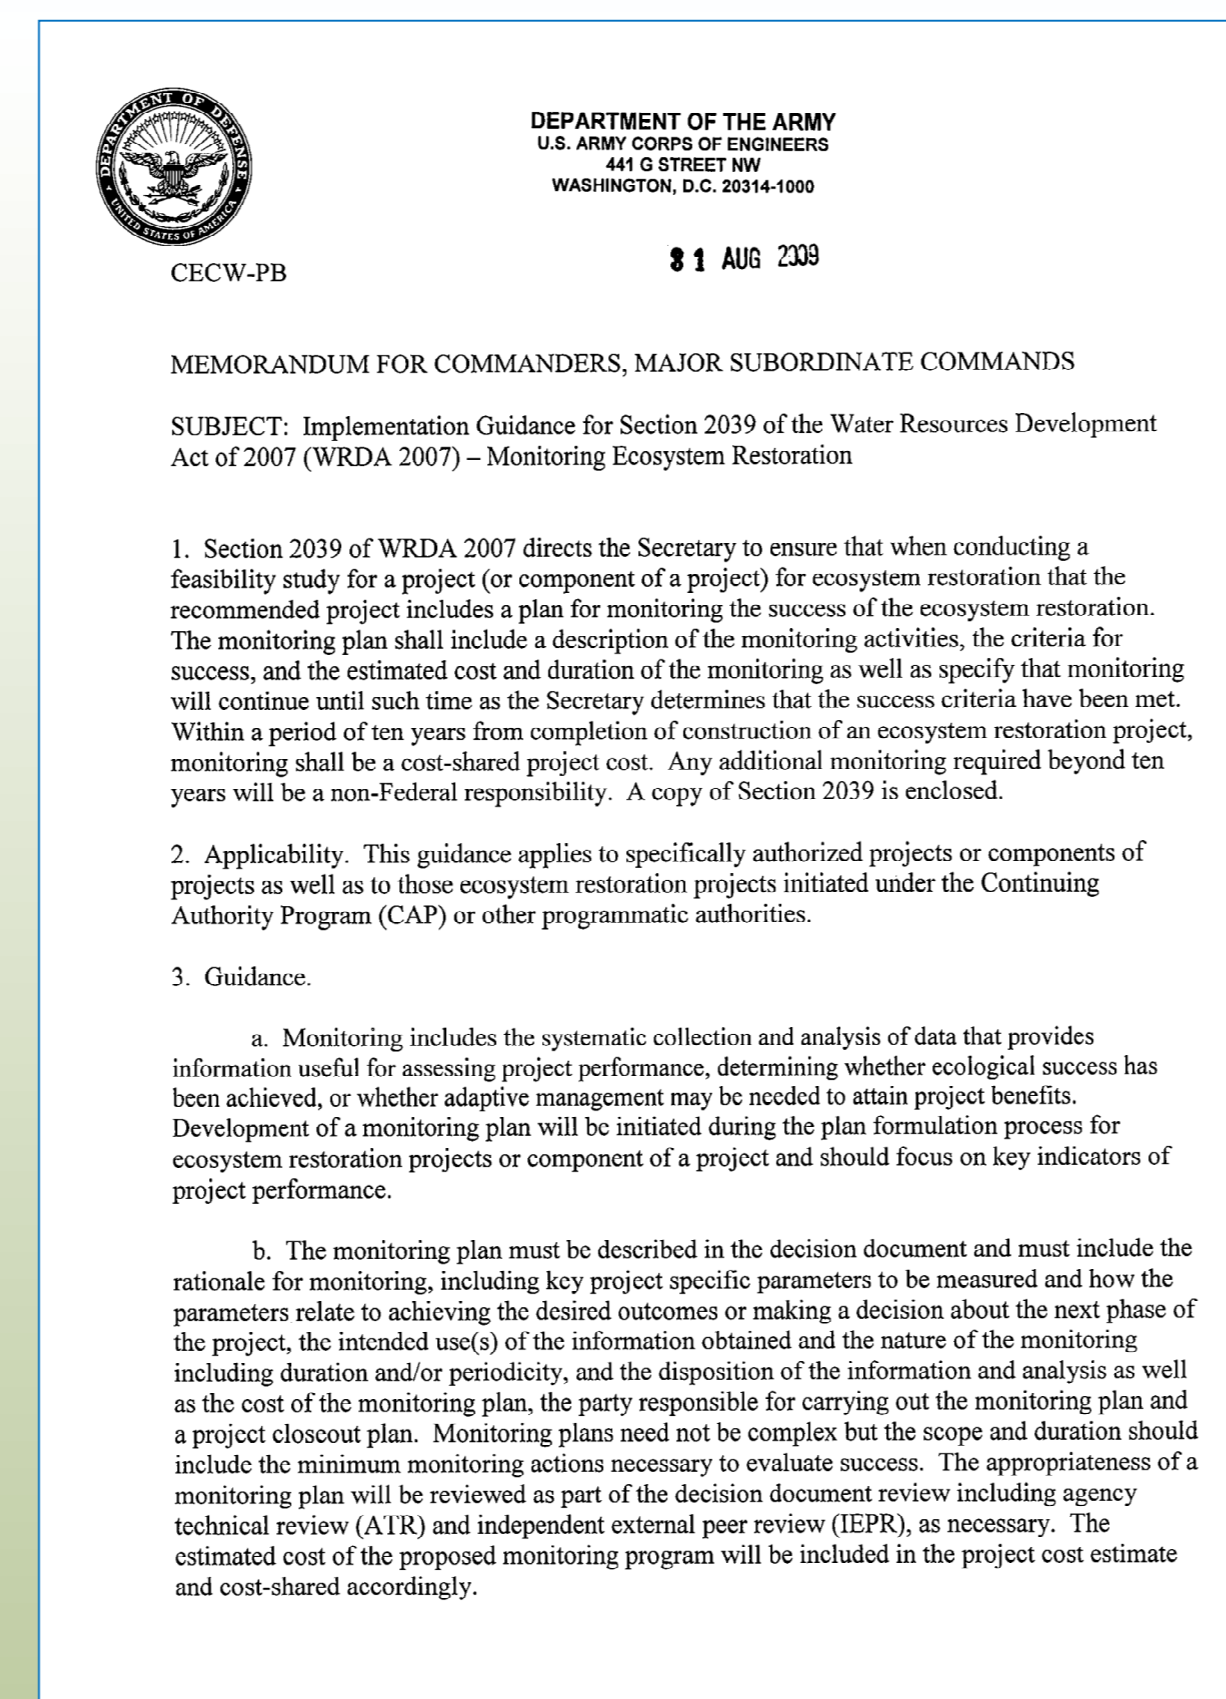 DEPARTMENT OF DEFENSE
UNITED STATES OF AMERICA
DEPARTMENT OF THE ARMY
U.S. ARMY CORPS OF ENGINEERS
441 G STREET NW
WASHINGTON, D.C. 20314-1000
CECW-PB
31 AUG 2009
MEMORANDUM FOR COMMANDERS, MAJOR SUBORDINATE COMMANDS
SUBJECT: Implementation Guidance for Section 2039 of the Water Resources Development
Act of 2007 (WRDA 2007) – Monitoring Ecosystem Restoration
1. Section 2039 of WRDA 2007 directs the Secretary to ensure that when conducting a
feasibility study for a project (or component of a project) for ecosystem restoration that the
recommended project includes a plan for monitoring the success of the ecosystem restoration.
The monitoring plan shall include a description of the monitoring activities, the criteria for
success, and the estimated cost and duration of the monitoring as well as specify that monitoring
will continue until such time as the Secretary determines that the success criteria have been met.
Within a period of ten years from completion of construction of an ecosystem restoration project,
monitoring shall be a cost-shared project cost. Any additional monitoring required beyond ten
years will be a non-Federal responsibility. A copy of Section 2039 is enclosed.
2. Applicability. This guidance applies to specifically authorized projects or components of
projects as well as to those ecosystem restoration projects initiated under the Continuing
Authority Program (CAP) or other programmatic authorities.
3. Guidance.
a. Monitoring includes the systematic collection and analysis of data that provides
information useful for assessing project performance, determining whether ecological success has
been achieved, or whether adaptive management may be needed to attain project benefits.
Development of a monitoring plan will be initiated during the plan formulation process for
ecosystem restoration projects or component of a project and should focus on key indicators of
project performance.
b. The monitoring plan must be described in the decision document and must include the
rationale for monitoring, including key project specific parameters to be measured and how the
parameters relate to achieving the desired outcomes or making a decision about the next phase of
the project, the intended use(s) of the information obtained and the nature of the monitoring
including duration and/or periodicity, and the disposition of the information and analysis as well
as the cost of the monitoring plan, the party responsible for carrying out the monitoring plan and
a project closeout plan. Monitoring plans need not be complex but the scope and duration should
include the minimum monitoring actions necessary to evaluate success. The appropriateness of a
monitoring plan will be reviewed as part of the decision document review including agency
technical review (ATR) and independent external peer review (IEPR), as necessary. The
estimated cost of the proposed monitoring program will be included in the project cost estimate
and cost-shared accordingly.